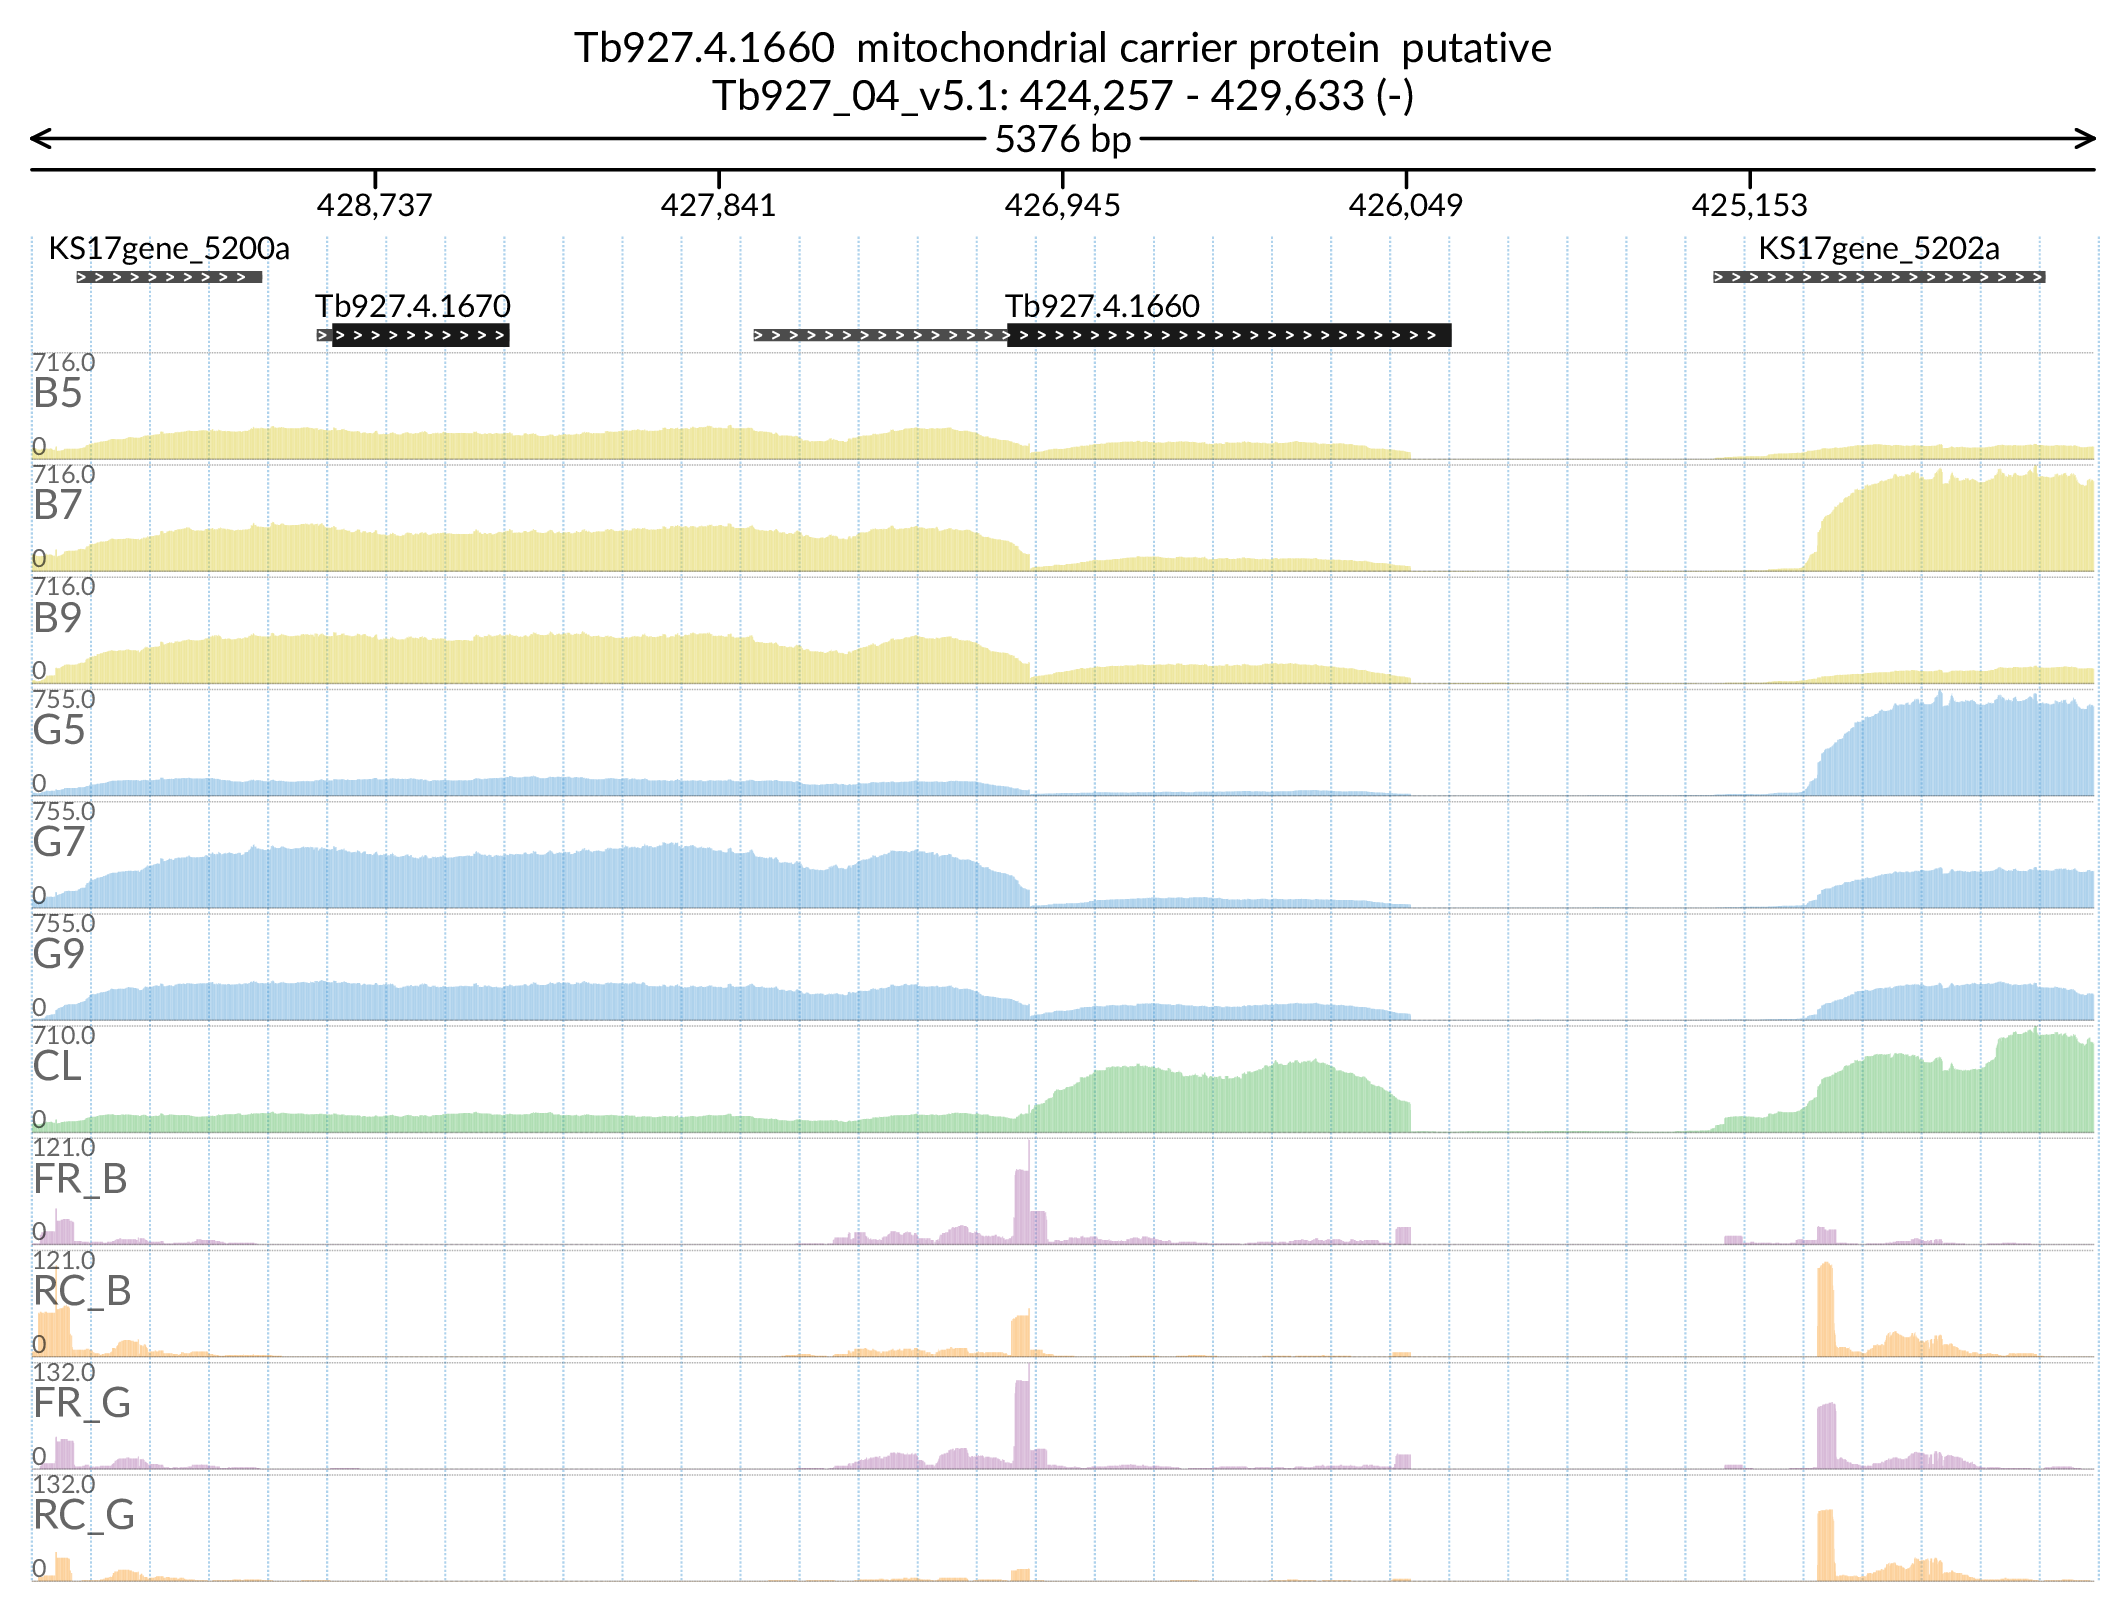 Tb927.4.1660 mitochondrial carrier protein putative
Tb927_04_v5.1: 424,257 - 429,633 (-)
5376 bp
428,737 427,841 426,945 426,049 425,153
KS17gene_5200a KS17gene_5202a
Tb927.4.1670 Tb927.4.1660
716.0
B5
0
716.0
B7
0
716.0
B9
0
755.0
G5
0
755.0
G7
0
755.0
G9
0
710.0
CL
0
121.0
FR_B
0
121.0
RC_B
0
132.0
FR_G
0
132.0
RC_G
0